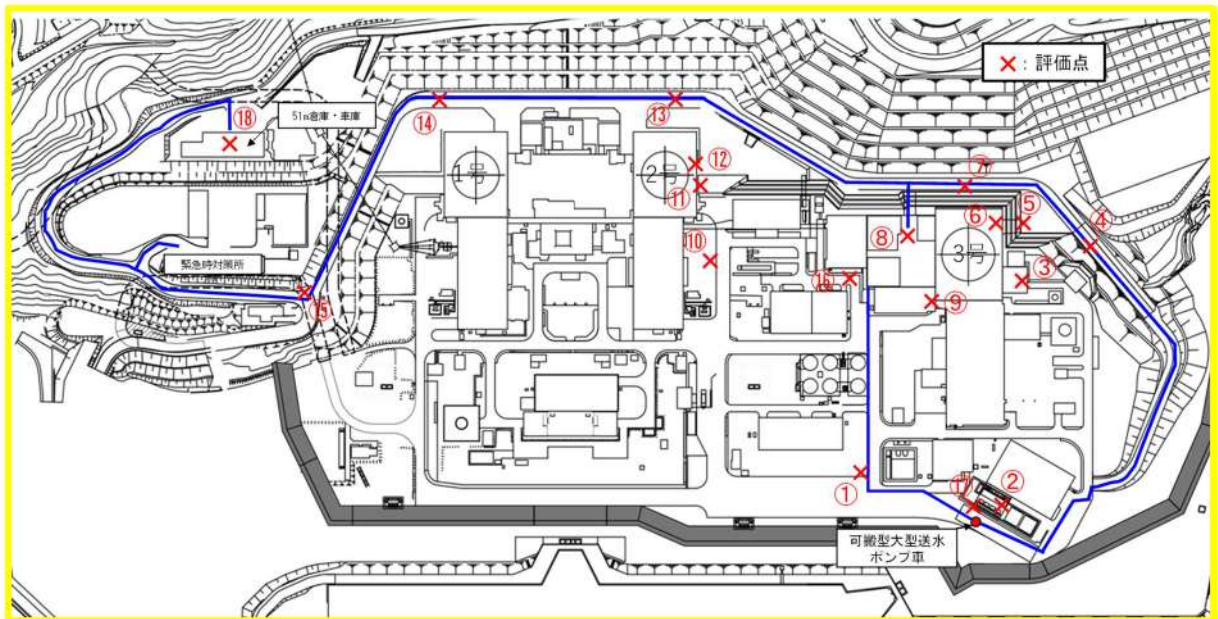 ×：評価点
⑱
51m倉庫・車庫
⑭
⑬
1号
2号
⑫
⑪
⑦
⑥
⑤
④
⑧
3号
③
⑩
⑯
⑨
緊急時対策所
⑮
①
⑰
②
可搬型大型送水
ポンプ車